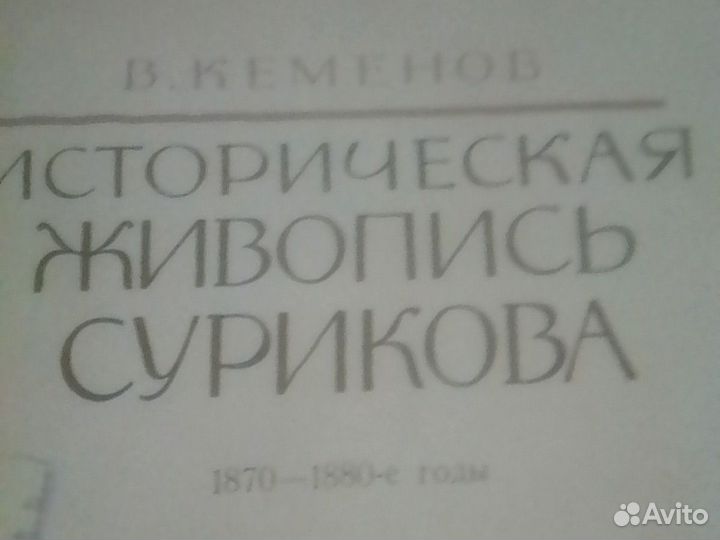 В. КЕМЕНОВ
ИСТОРИЧЕСКАЯ
ЖИВОПИСЬ
СУРИКОВА
1870—1880-е годы
Avito